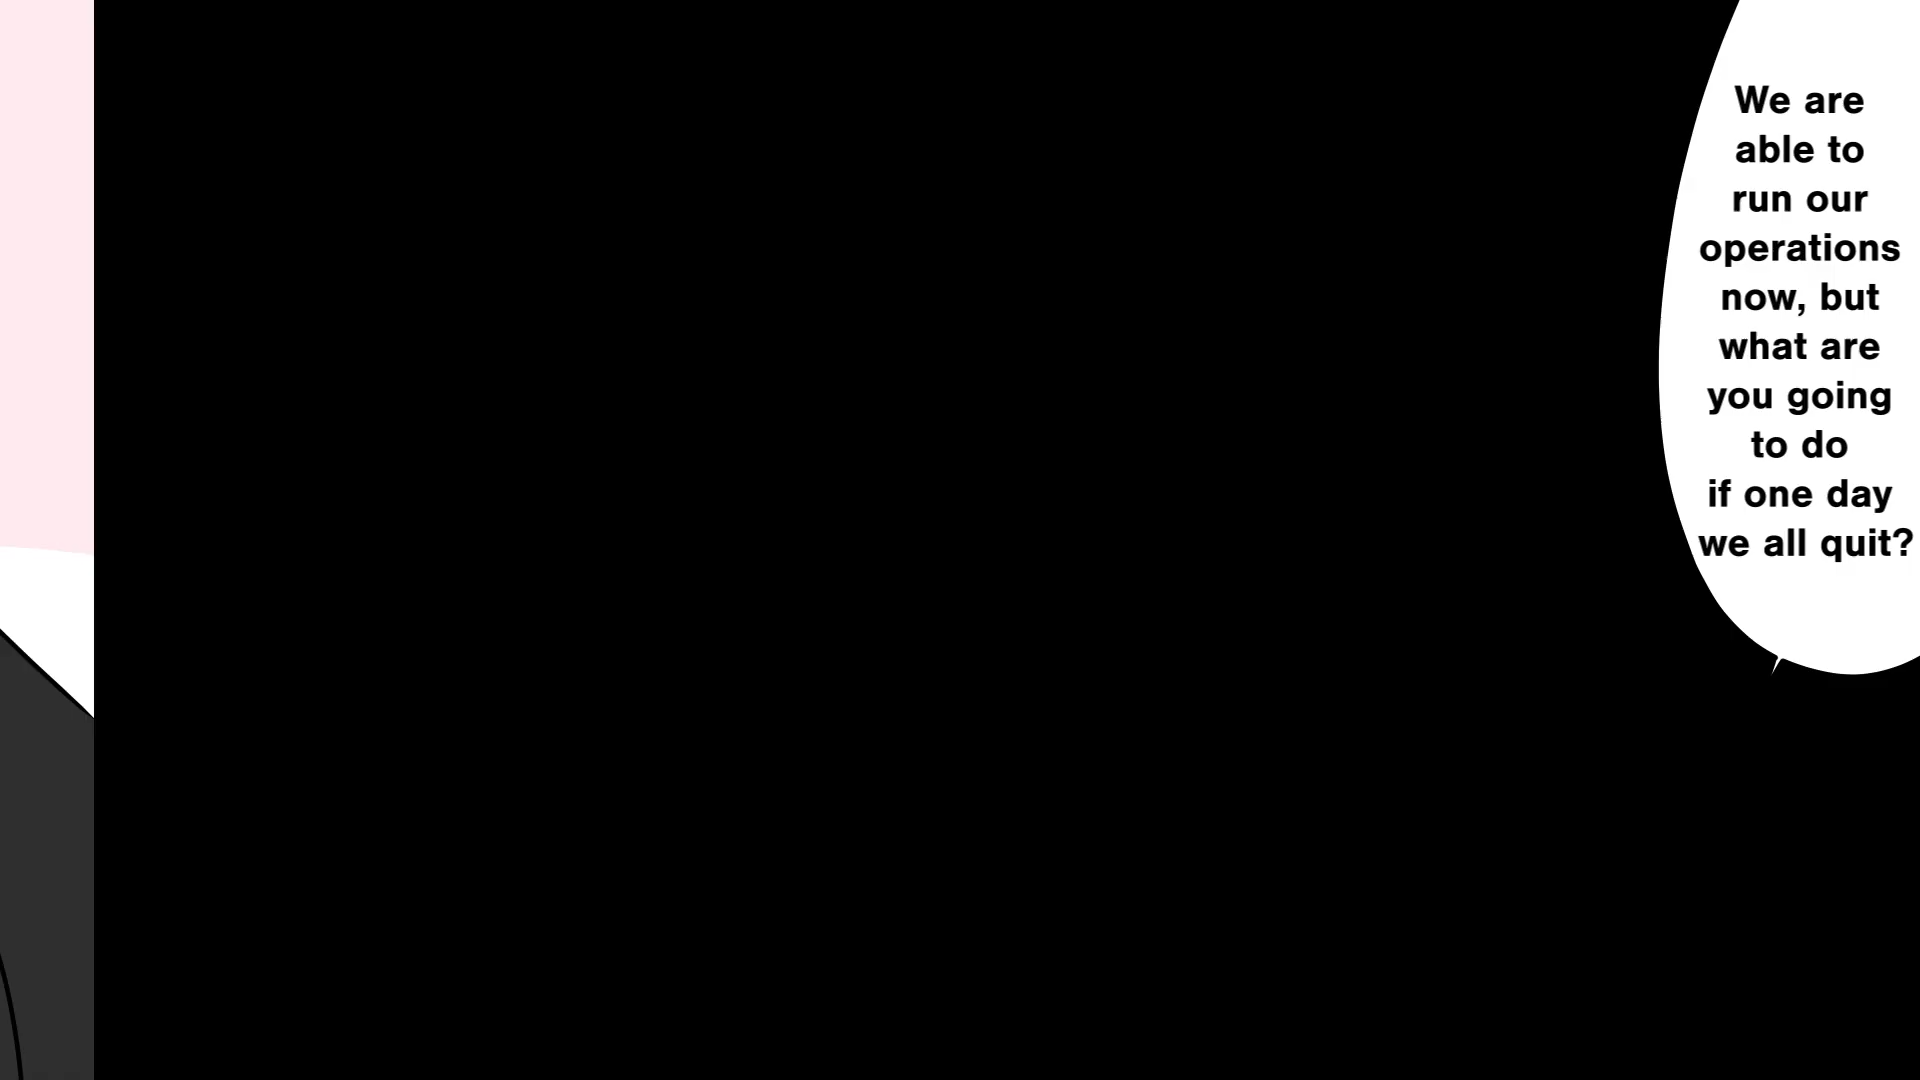 We are
able to
run our
operations
now, but
what are
you going
to do
if one day
we all quit?